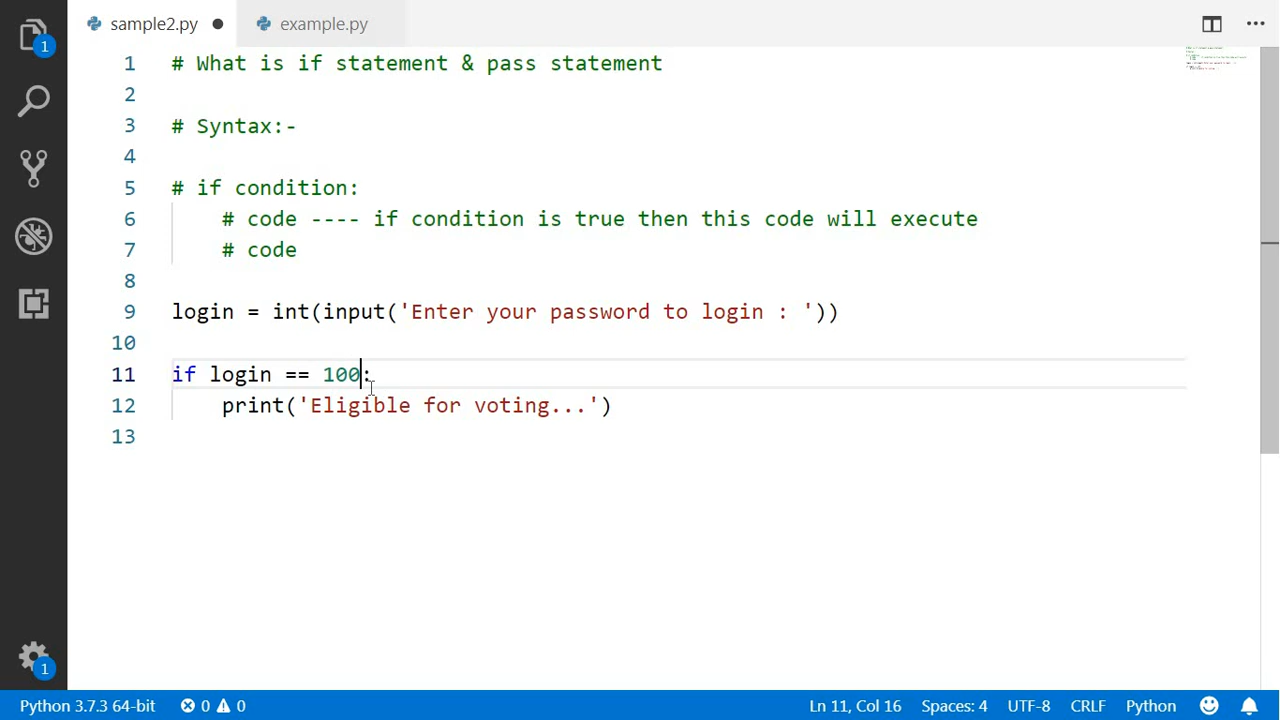 sample2.py
example.py
1 # What is if statement & pass statement
2
3 # Syntax:-
4
5 # if condition:
6 # code ---- if condition is true then this code will execute
7 # code
8
9 login = int(input('Enter your password to login : '))
10
11 if login == 100:
12 print('Eligible for voting...')
13
1
1
Python 3.7.3 64-bit
0
0
Ln 11, Col 16
Spaces: 4
UTF-8
CRLF
Python